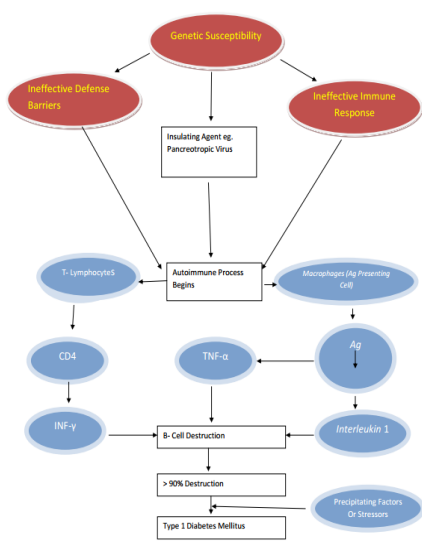 Genetic Susceptibility
Ineffective Defense
Barriers
Insulating Agent eg.
Pancreotropic Virus
Ineffective Immune
Response
T- LymphocyteS
Autoimmune Process
Begins
Macrophages (Ag Presenting
Cell)
CD4
TNF-α
Ag
INF-γ
B- Cell Destruction
Interleukin 1
> 90% Destruction
Precipitating Factors
Or Stressors
Type 1 Diabetes Mellitus